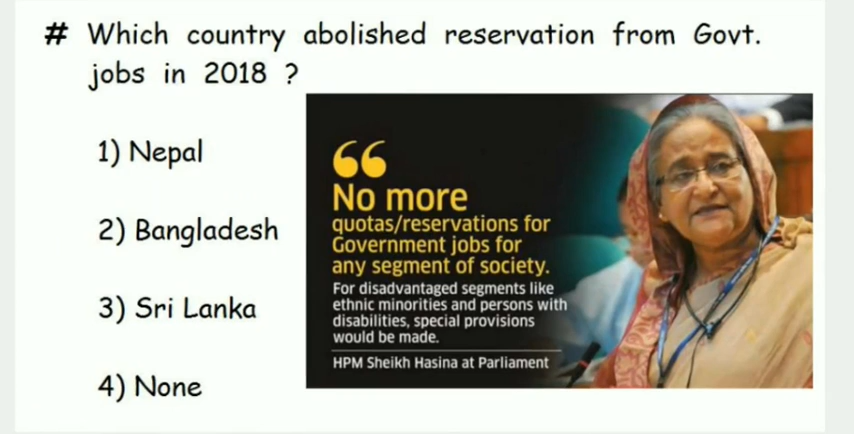 # Which country abolished reservation from Govt.
jobs in 2018 ?
1) Nepal
2) Bangladesh
3) Sri Lanka
4) None
“
No more
quotas/reservations for
Government jobs for
any segment of society.
For disadvantaged segments like
ethnic minorities and persons with
disabilities, special provisions
would be made.
HPM Sheikh Hasina at Parliament